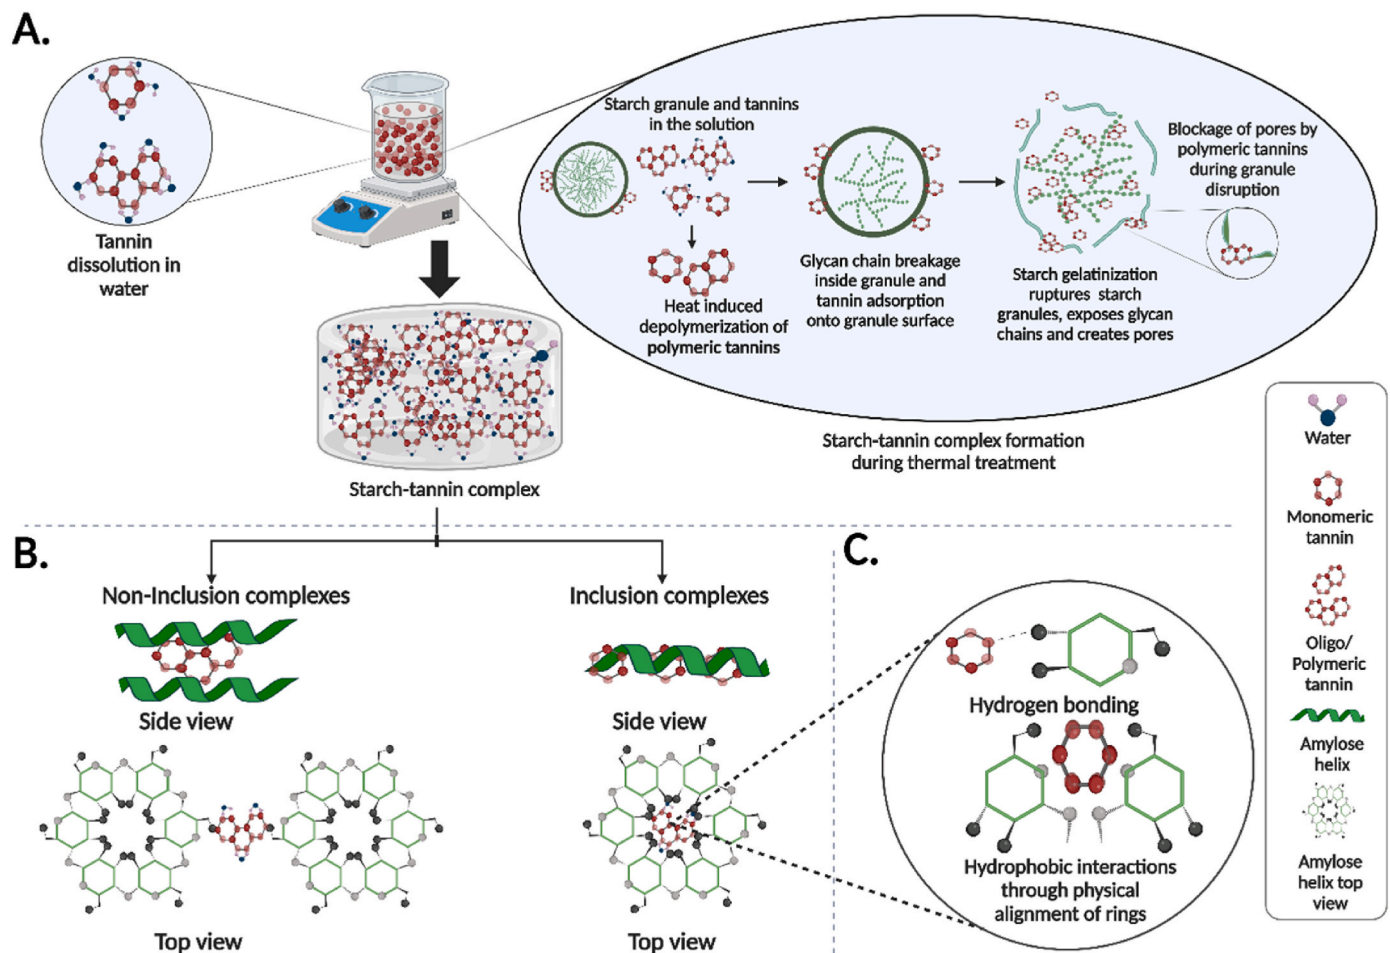 A.
Tannin
dissolution in
water
Starch granule and tannins
in the solution
Heat induced
depolymerization of
polymeric tannins
Glycan chain breakage
inside granule and
tannin adsorption
onto granule surface
Starch gelatinization
ruptures starch
granules, exposes glycan
chains and creates pores
Blockage of pores by
polymeric tannins
during granule
disruption
Starch-tannin complex formation
during thermal treatment
Starch-tannin complex
B.
Non-Inclusion complexes
Side view
Top view
Inclusion complexes
Side view
Top view
C.
Hydrogen bonding
Hydrophobic interactions
through physical
alignment of rings
Water
Monomeric
tannin
Oligo/
Polymeric
tannin
Amylose
helix
Amylose
helix top
view